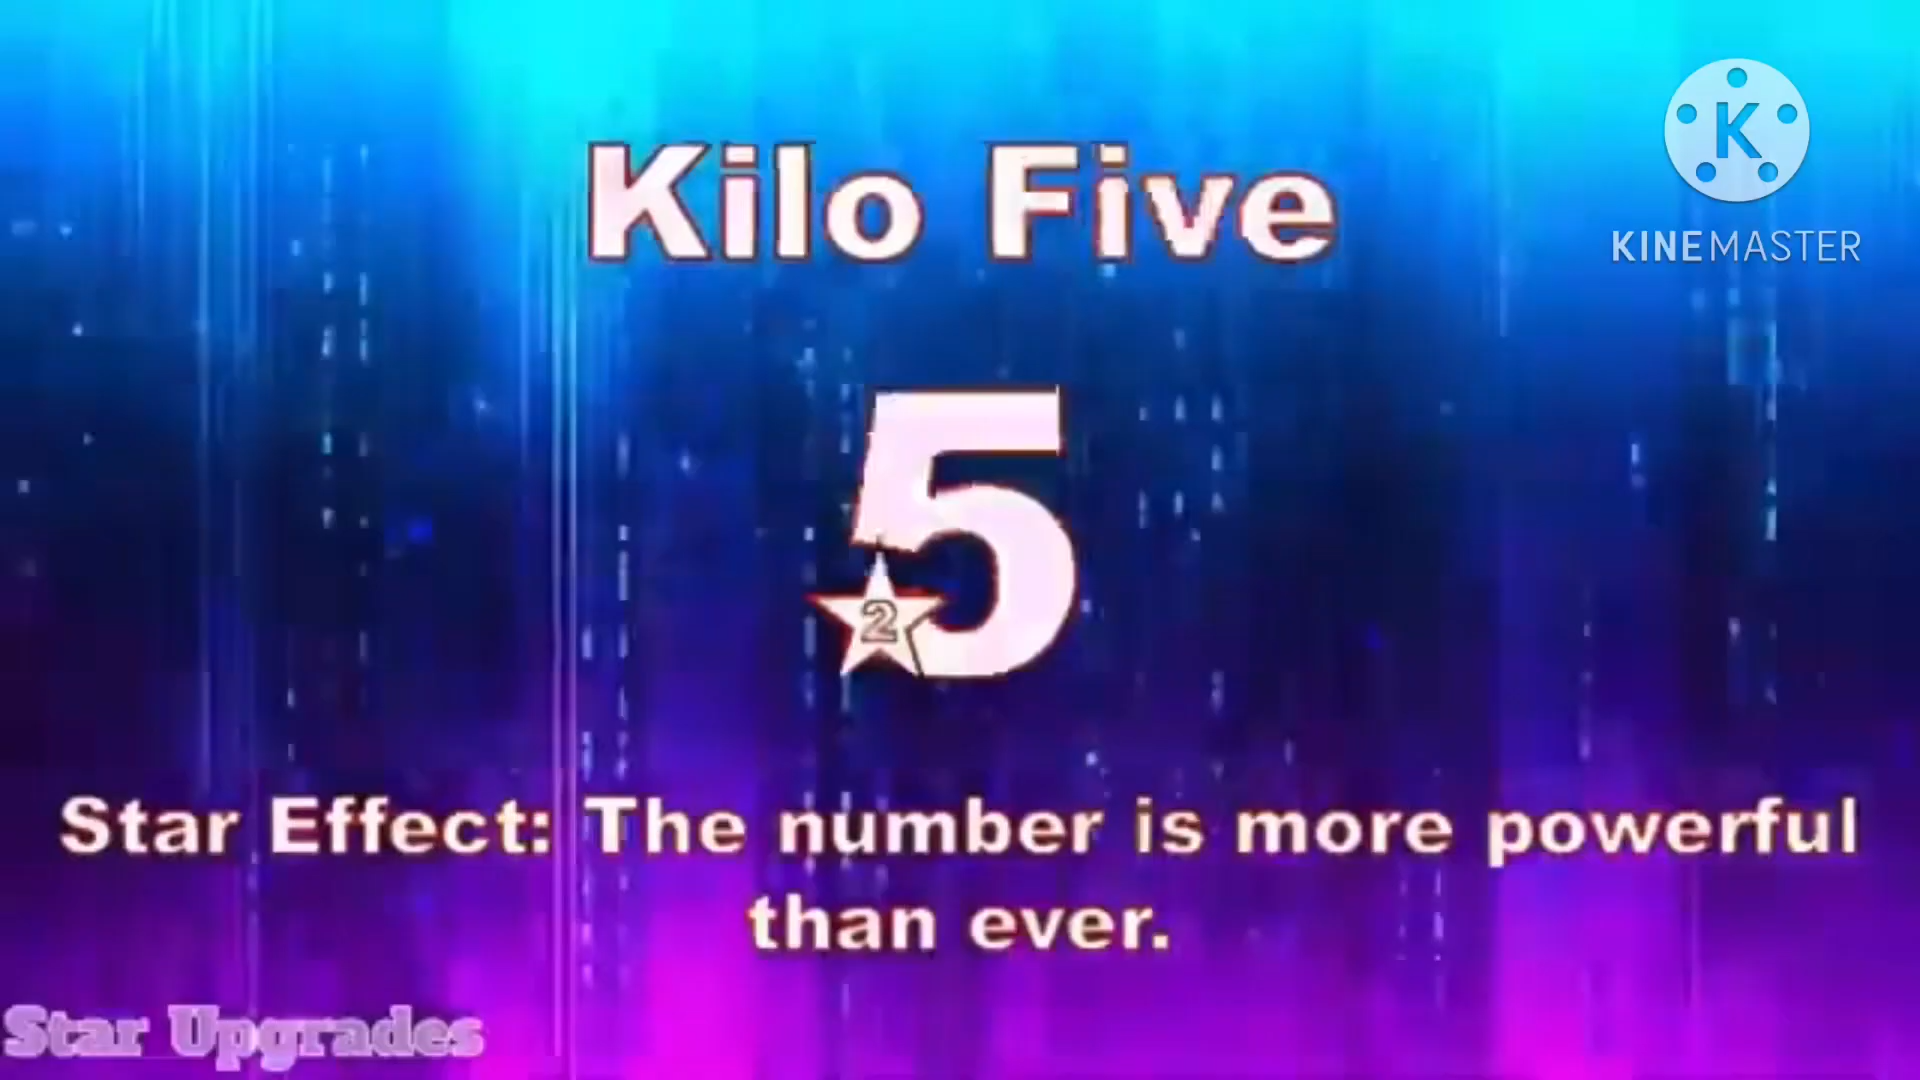 Kilo Five
K
KINEMASTER
5
2
Star Effect: The number is more powerful
than ever.
Star Upgrades